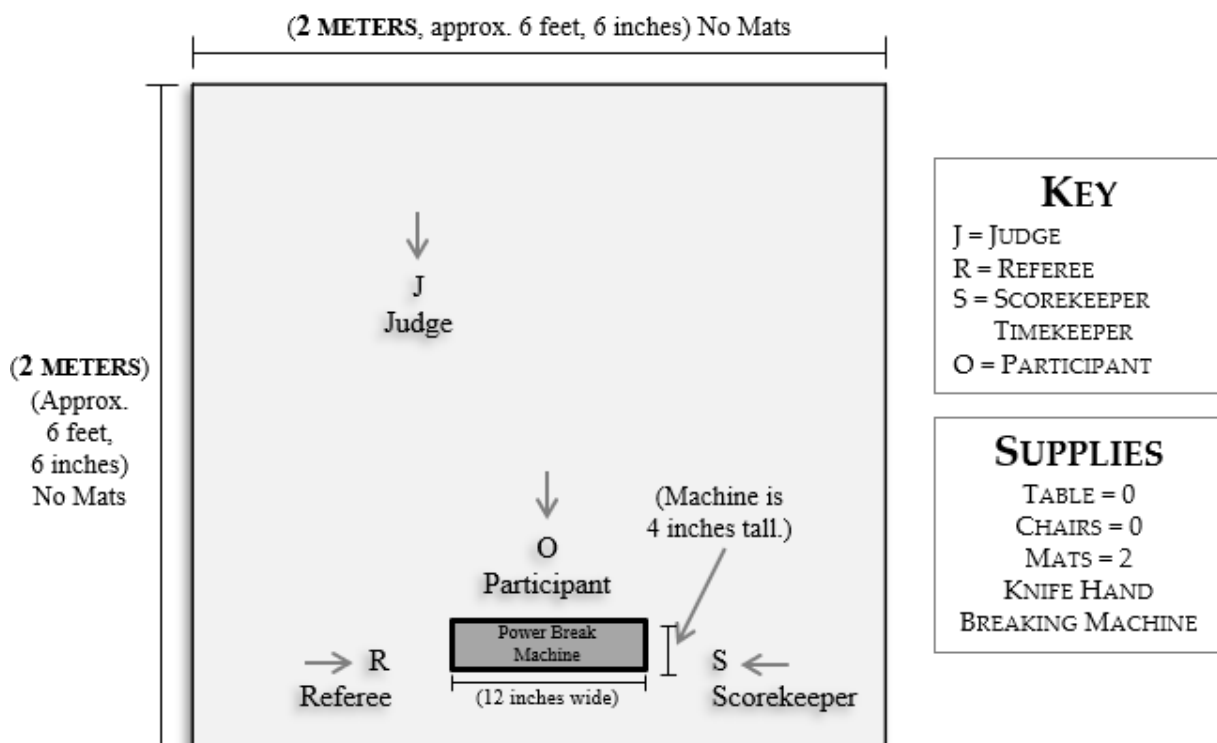 (2 METERS, approx. 6 feet, 6 inches) No Mats
J
Judge
(2 METERS)
(Approx.
6 feet,
6 inches)
No Mats
(Machine is
4 inches tall.)
O
Participant
Power Break
Machine
R
Referee
(12 inches wide)
S
Scorekeeper
KEY
J = JUDGE
R = REFEREE
S = SCOREKEEPER
TIMEKEEPER
O = PARTICIPANT
SUPPLIES
TABLE = 0
CHAIRS = 0
MATS = 2
KNIFE HAND
BREAKING MACHINE